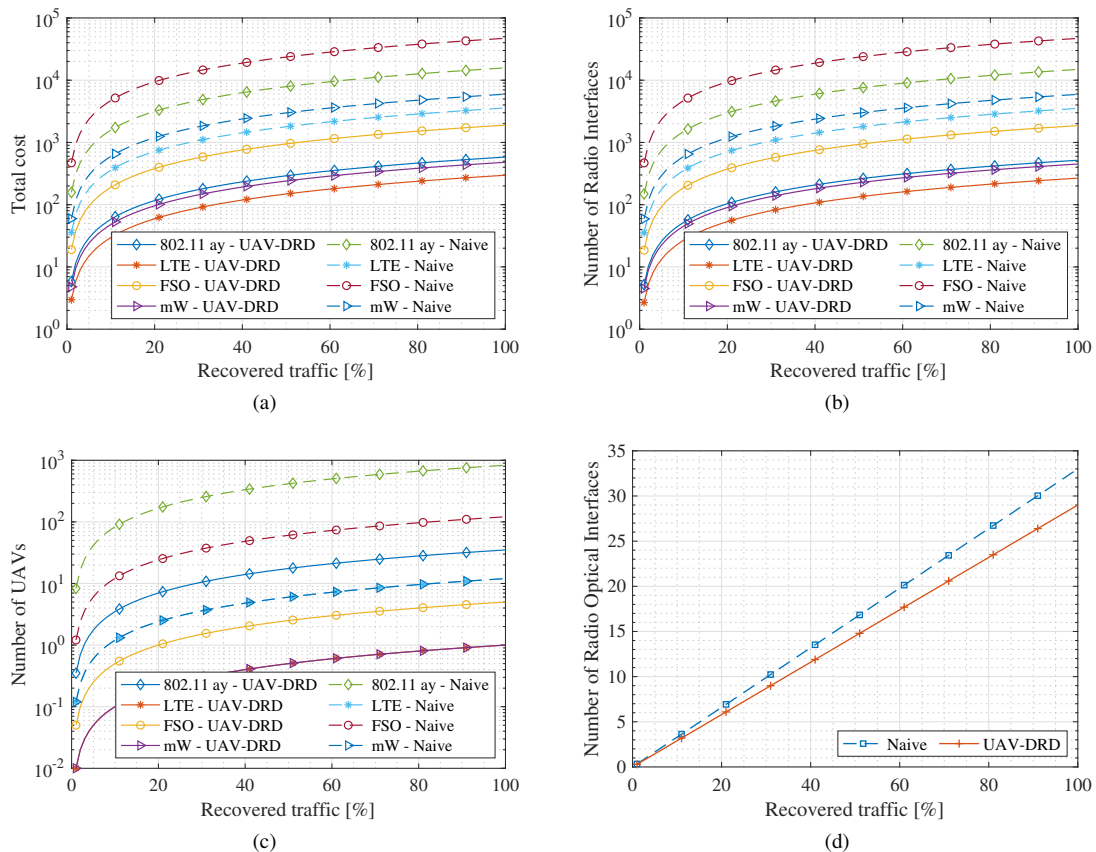 10^5
10^4
10^3
10^2
10^1
10^0
Total cost
802.11 ay - UAV-DRD
802.11 ay - Naive
LTE - UAV-DRD
LTE - Naive
FSO - UAV-DRD
FSO - Naive
mW - UAV-DRD
mW - Naive
0 20 40 60 80 100
Recovered traffic [%]
(a)
10^5
10^4
10^3
10^2
10^1
10^0
Number of Radio Interfaces
802.11 ay - UAV-DRD
802.11 ay - Naive
LTE - UAV-DRD
LTE - Naive
FSO - UAV-DRD
FSO - Naive
mW - UAV-DRD
mW - Naive
0 20 40 60 80 100
Recovered traffic [%]
(b)
10^3
10^2
10^1
10^0
10^-1
10^-2
Number of UAVs
802.11 ay - UAV-DRD
802.11 ay - Naive
LTE - UAV-DRD
LTE - Naive
FSO - UAV-DRD
FSO - Naive
mW - UAV-DRD
mW - Naive
0 20 40 60 80 100
Recovered traffic [%]
(c)
35
30
25
20
15
10
5
0
Number of Radio Optical Interfaces
Naive
UAV-DRD
0 20 40 60 80 100
Recovered traffic [%]
(d)